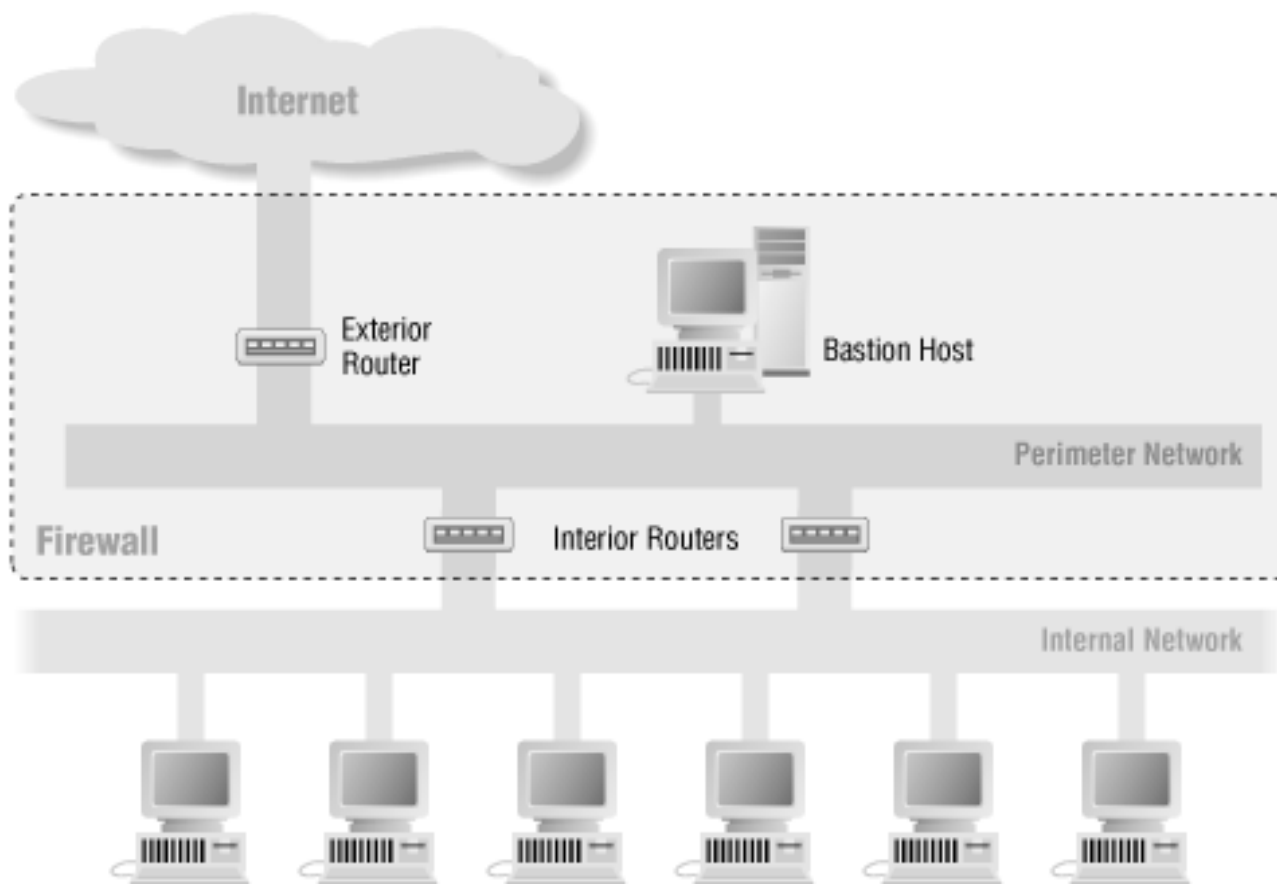 Internet
Exterior
Router
Bastion Host
Perimeter Network
Firewall
Interior Routers
Internal Network